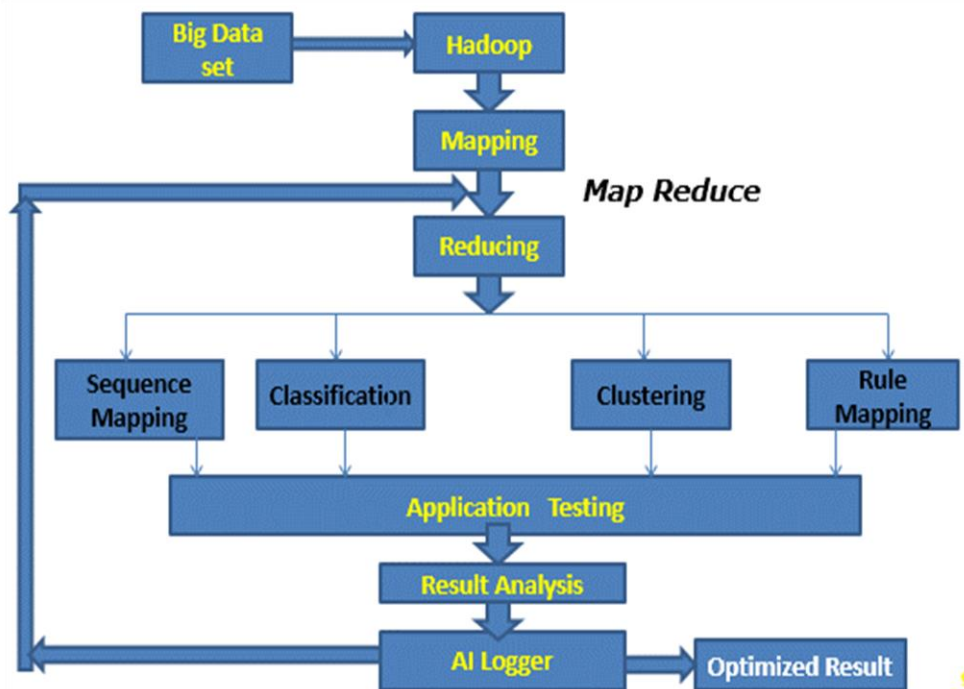 Big Data
set
Hadoop
Mapping
Map Reduce
Reducing
Sequence
Mapping
Classification
Clustering
Rule
Mapping
Application Testing
Result Analysis
AI Logger
Optimized Result